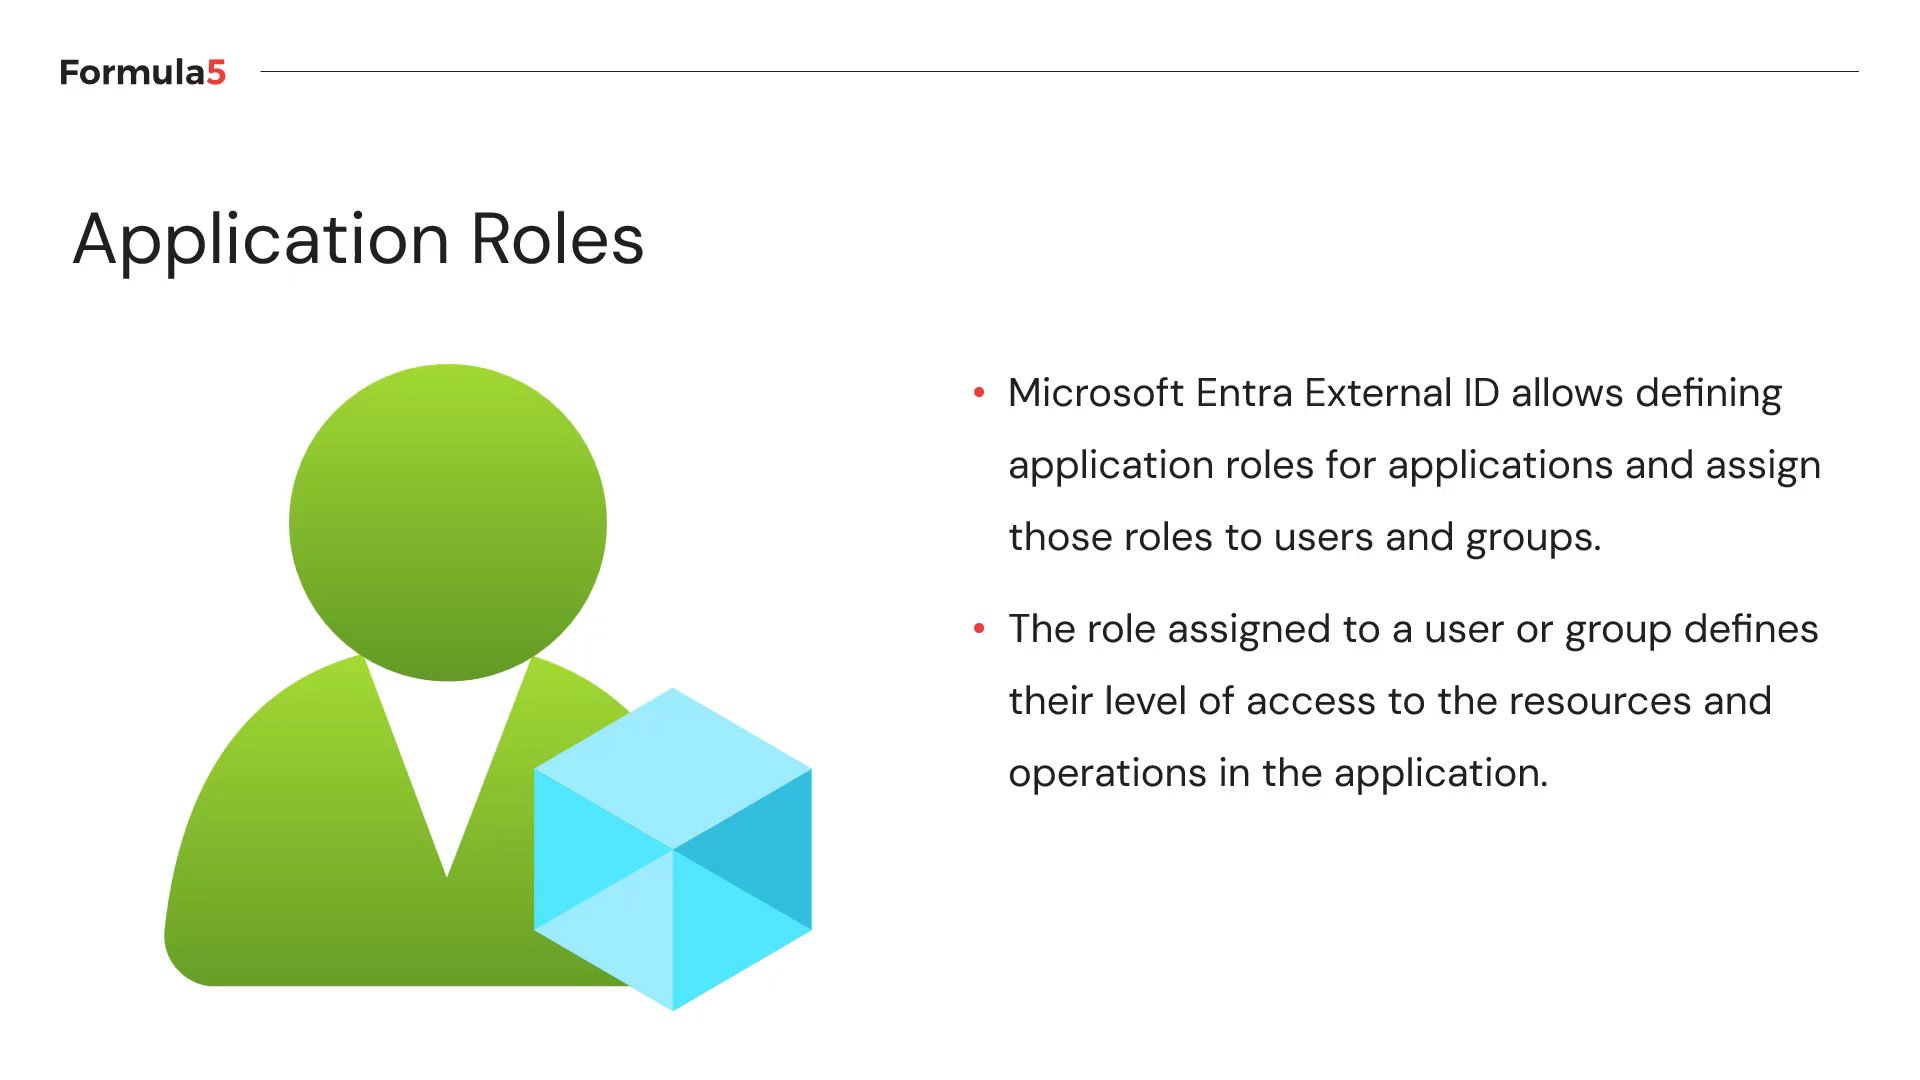 Formula5
Application Roles
• Microsoft Entra External ID allows defining
application roles for applications and assign
those roles to users and groups.
• The role assigned to a user or group defines
their level of access to the resources and
operations in the application.